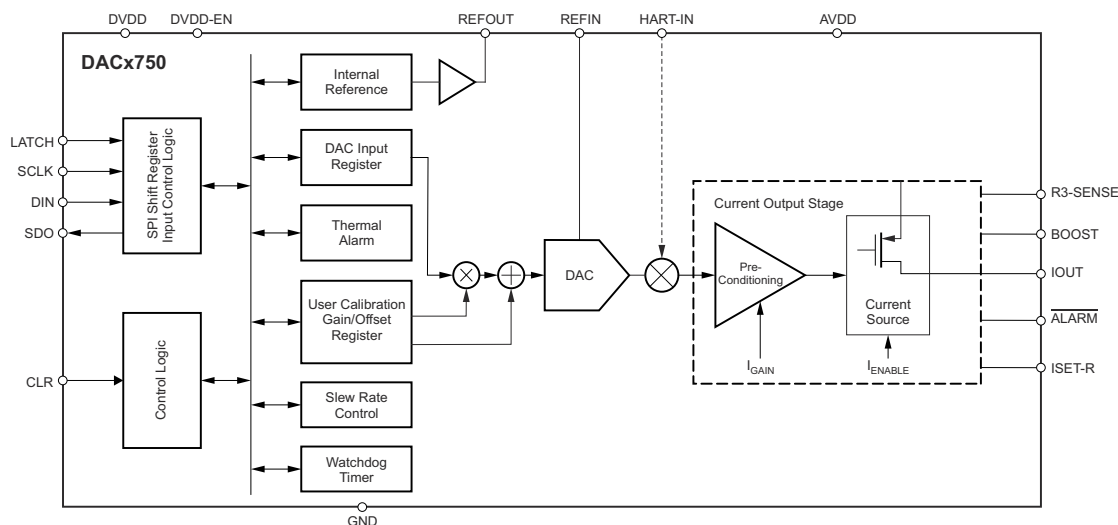 DVDD
DVDD-EN
REFOUT
REFIN
HART-IN
AVDD
DACx750
LATCH
SCLK
DIN
SDO
CLR
SPI Shift Register
Input Control Logic
Control Logic
Internal
Reference
DAC Input
Register
Thermal
Alarm
User Calibration
Gain/Offset
Register
Slew Rate
Control
Watchdog
Timer
DAC
Current Output Stage
Pre-
Conditioning
Current
Source
IGAIN
IENABLE
R3-SENSE
BOOST
IOUT
ALARM
ISET-R
GND